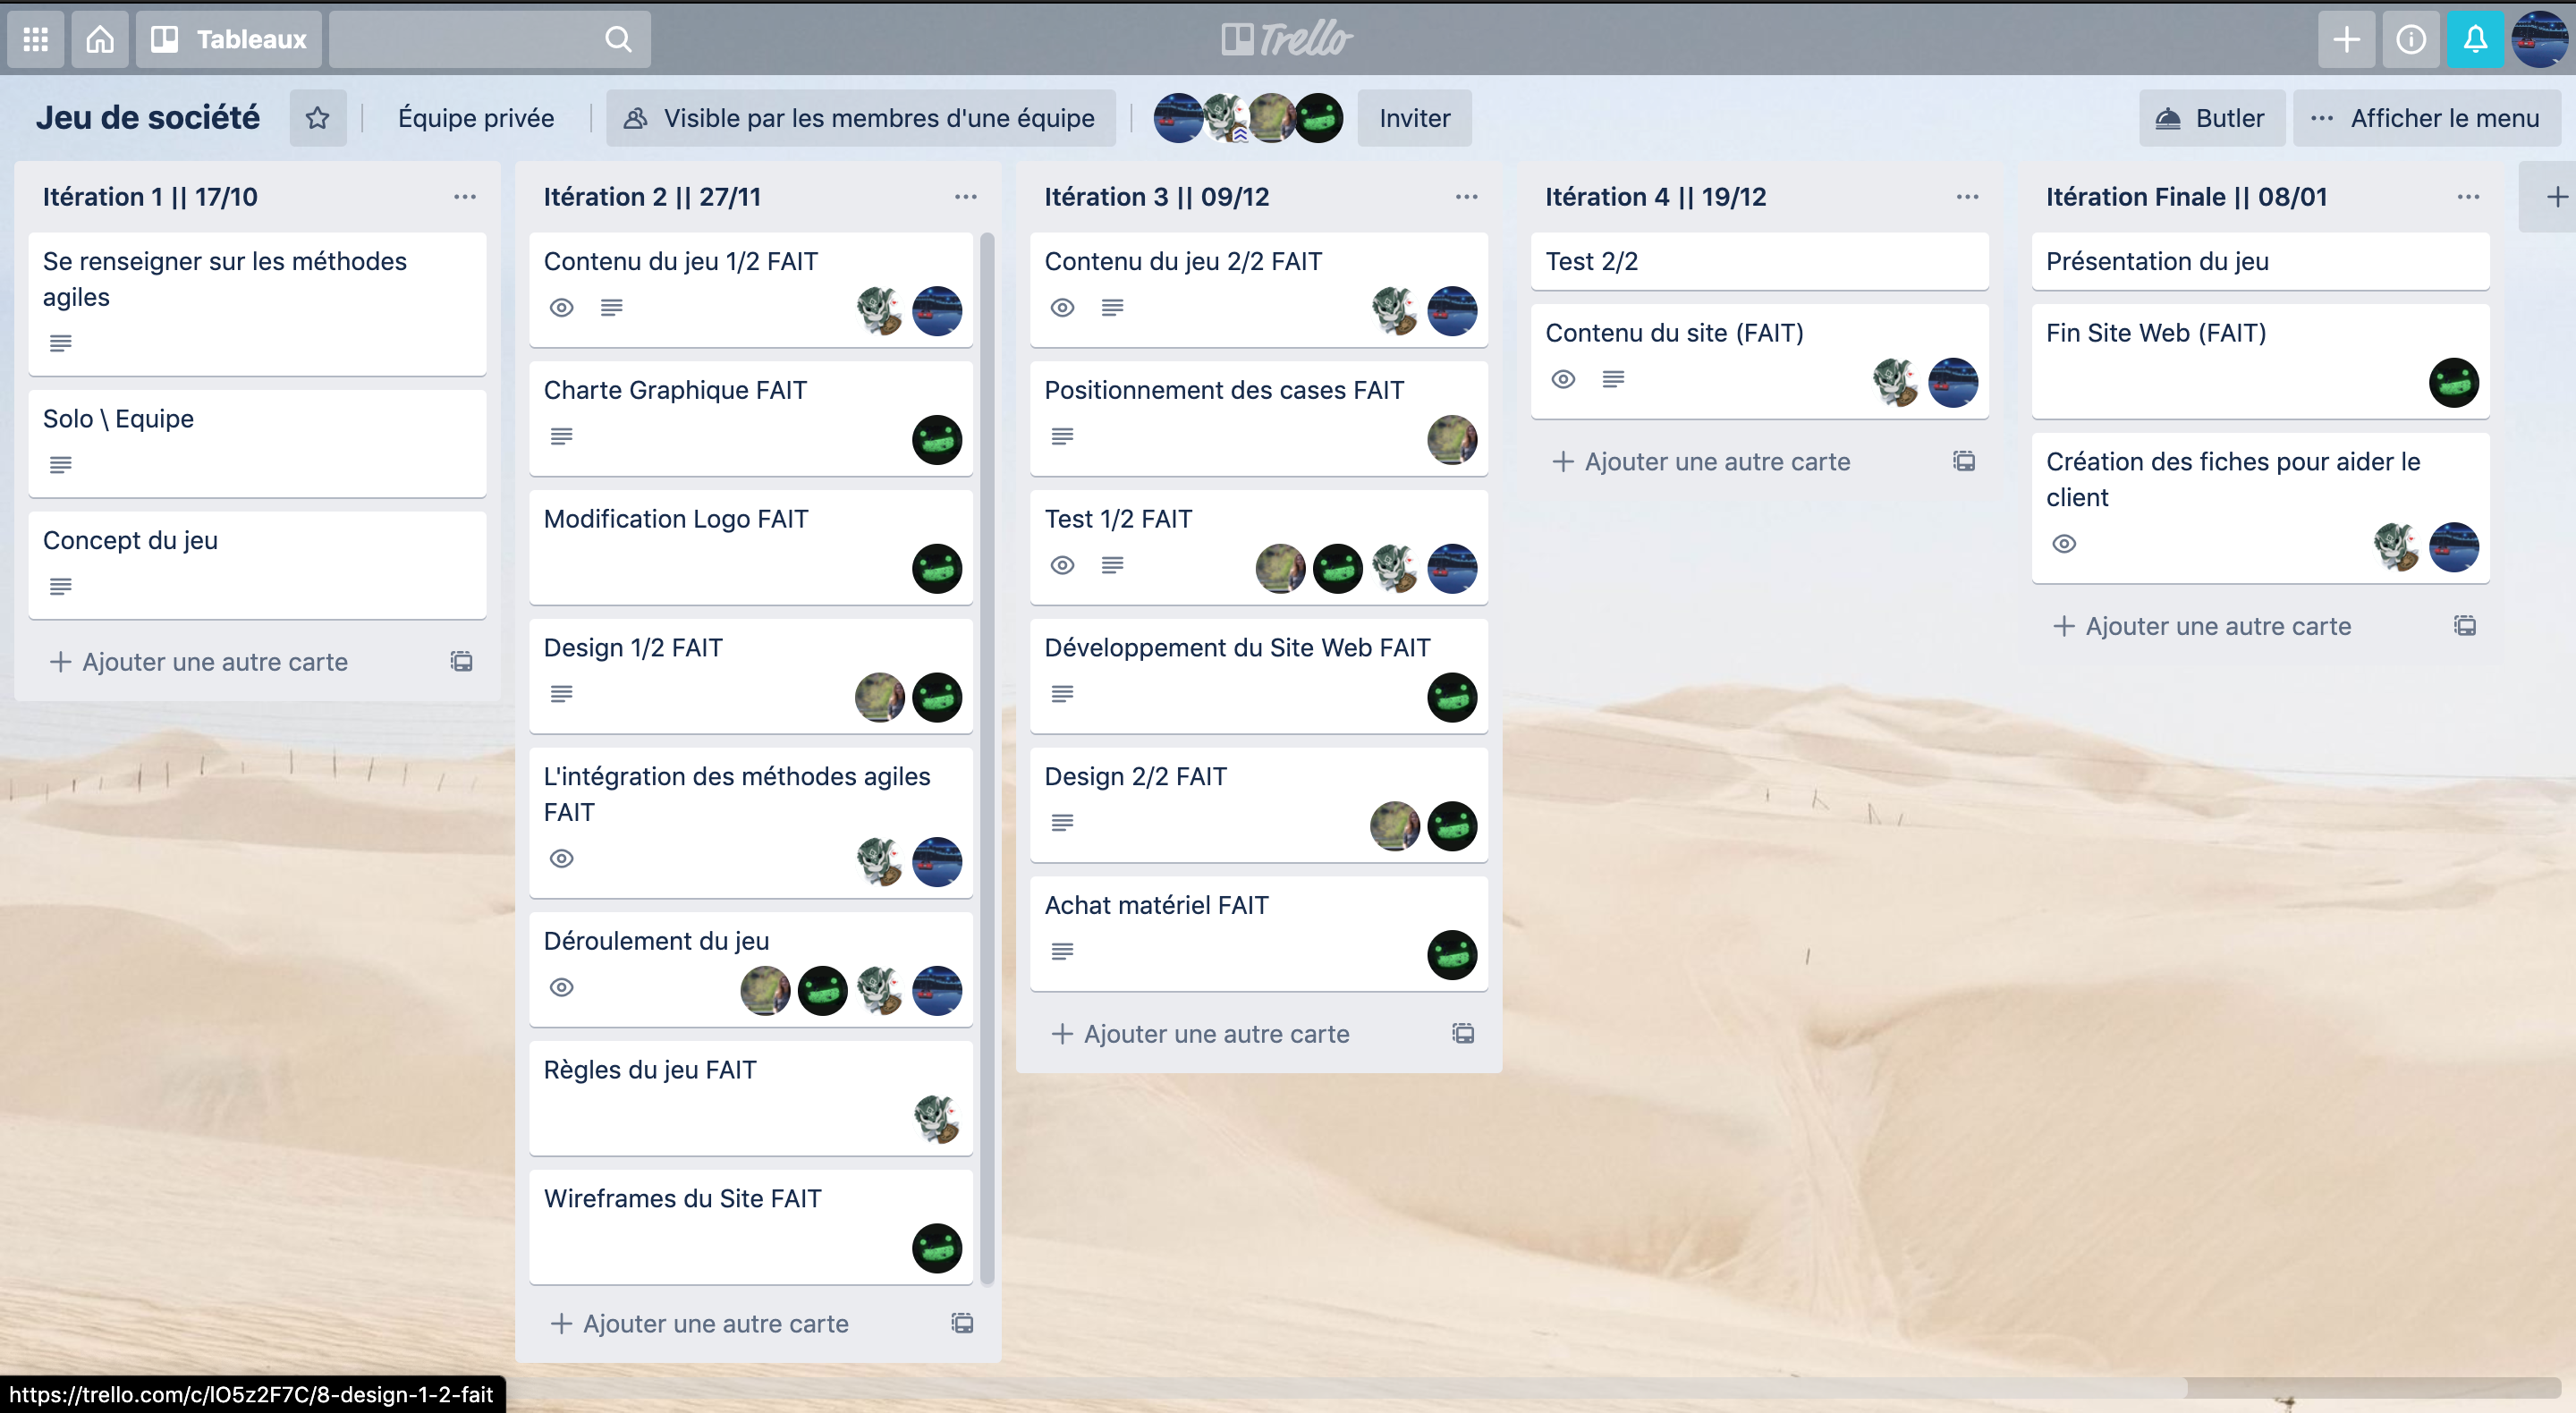 Tableaux
Trello
Jeu de société
Équipe privée
Visible par les membres d'une équipe
Inviter
Butler
Afficher le menu
Itération 1 || 17/10
Se renseigner sur les méthodes
agiles
Solo \ Equipe
Concept du jeu
Ajouter une autre carte
Itération 2 || 27/11
Contenu du jeu 1/2 FAIT
Charte Graphique FAIT
Modification Logo FAIT
Design 1/2 FAIT
L'intégration des méthodes agiles
FAIT
Déroulement du jeu
Règles du jeu FAIT
Wireframes du Site FAIT
Ajouter une autre carte
Itération 3 || 09/12
Contenu du jeu 2/2 FAIT
Positionnement des cases FAIT
Test 1/2 FAIT
Développement du Site Web FAIT
Design 2/2 FAIT
Achat matériel FAIT
Ajouter une autre carte
Itération 4 || 19/12
Test 2/2
Contenu du site (FAIT)
Ajouter une autre carte
Itération Finale || 08/01
Présentation du jeu
Fin Site Web (FAIT)
Création des fiches pour aider le
client
Ajouter une autre carte
https://trello.com/c/lO5z2F7C/8-design-1-2-fait